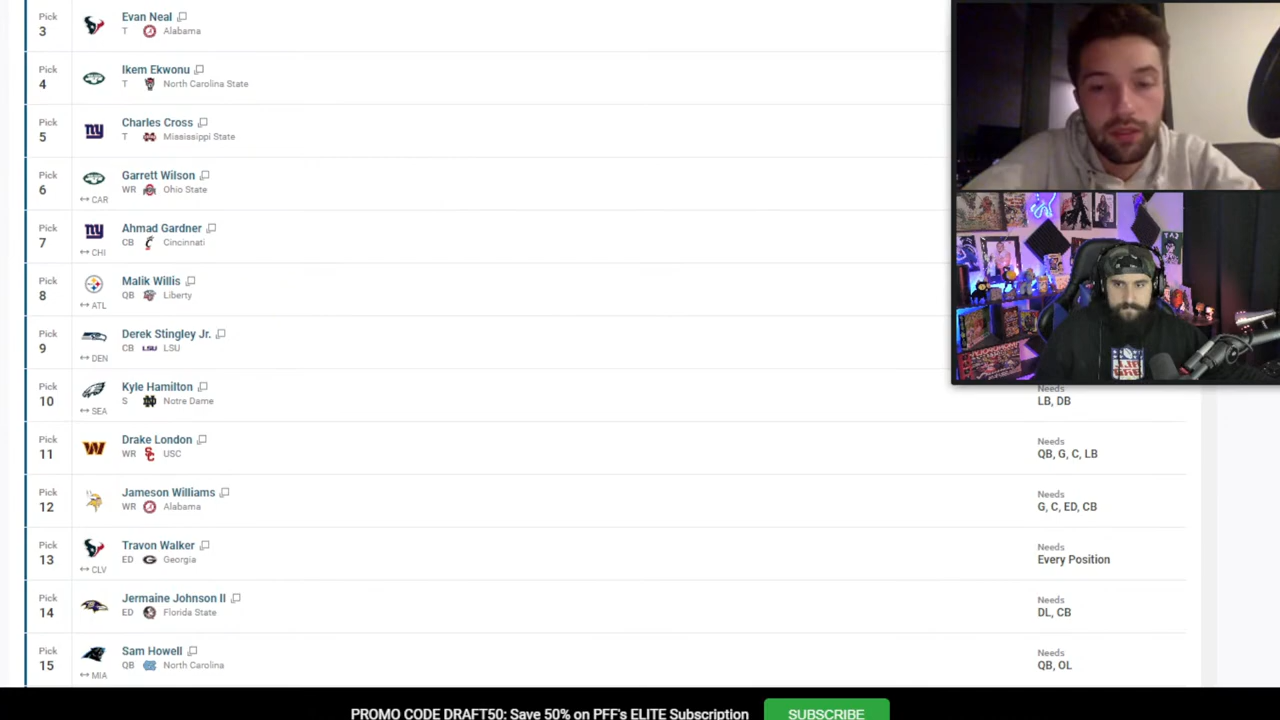 Pick
3
Evan Neal
T Alabama
Pick
4
Ikem Ekwonu
T North Carolina State
Pick
5
ny
Charles Cross
T Mississippi State
Pick
6
↔ CAR
Garrett Wilson
WR Ohio State
Pick
7
ny
↔ CHI
Ahmad Gardner
CB Cincinnati
Pick
8
↔ ATL
Malik Willis
QB Liberty
Pick
9
↔ DEN
Derek Stingley Jr.
CB LSU LSU
Pick
10
↔ SEA
Kyle Hamilton
S Notre Dame
Needs
LB, DB
Pick
11
W
Drake London
WR SC USC
Needs
QB, G, C, LB
Pick
12
Jameson Williams
WR Alabama
Needs
G, C, ED, CB
Pick
13
↔ CLV
Travon Walker
ED G Georgia
Needs
Every Position
Pick
14
Jermaine Johnson II
ED Florida State
Needs
DL, CB
Pick
15
↔ MIA
Sam Howell
QB North Carolina
Needs
QB, OL
PROMO CODE DRAFT50: Save 50% on PFF's ELITE Subscription
SUBSCRIBE
NFL